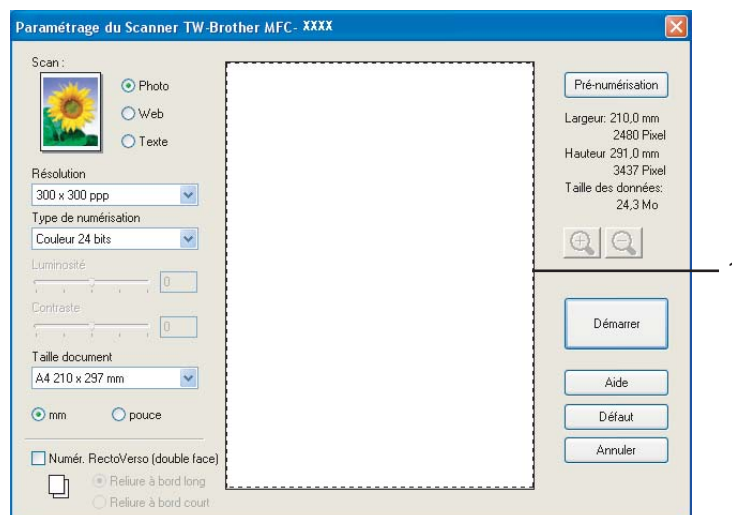 Paramétrage du Scanner TW-Brother MFC- XXXX
Scan :
Photo
Web
Texte
Résolution
300 x 300 ppp
Type de numérisation
Couleur 24 bits
Luminosité
0
Contraste
0
Taille document
A4 210 x 297 mm
mm
pouce
Numér. RectoVerso (double face)
Reliure à bord long
Reliure à bord court
Pré-numérisation
Largeur: 210,0 mm
2480 Pixel
Hauteur 291,0 mm
3437 Pixel
Taille des données:
24,3 Mo
1
Démarrer
Aide
Défaut
Annuler